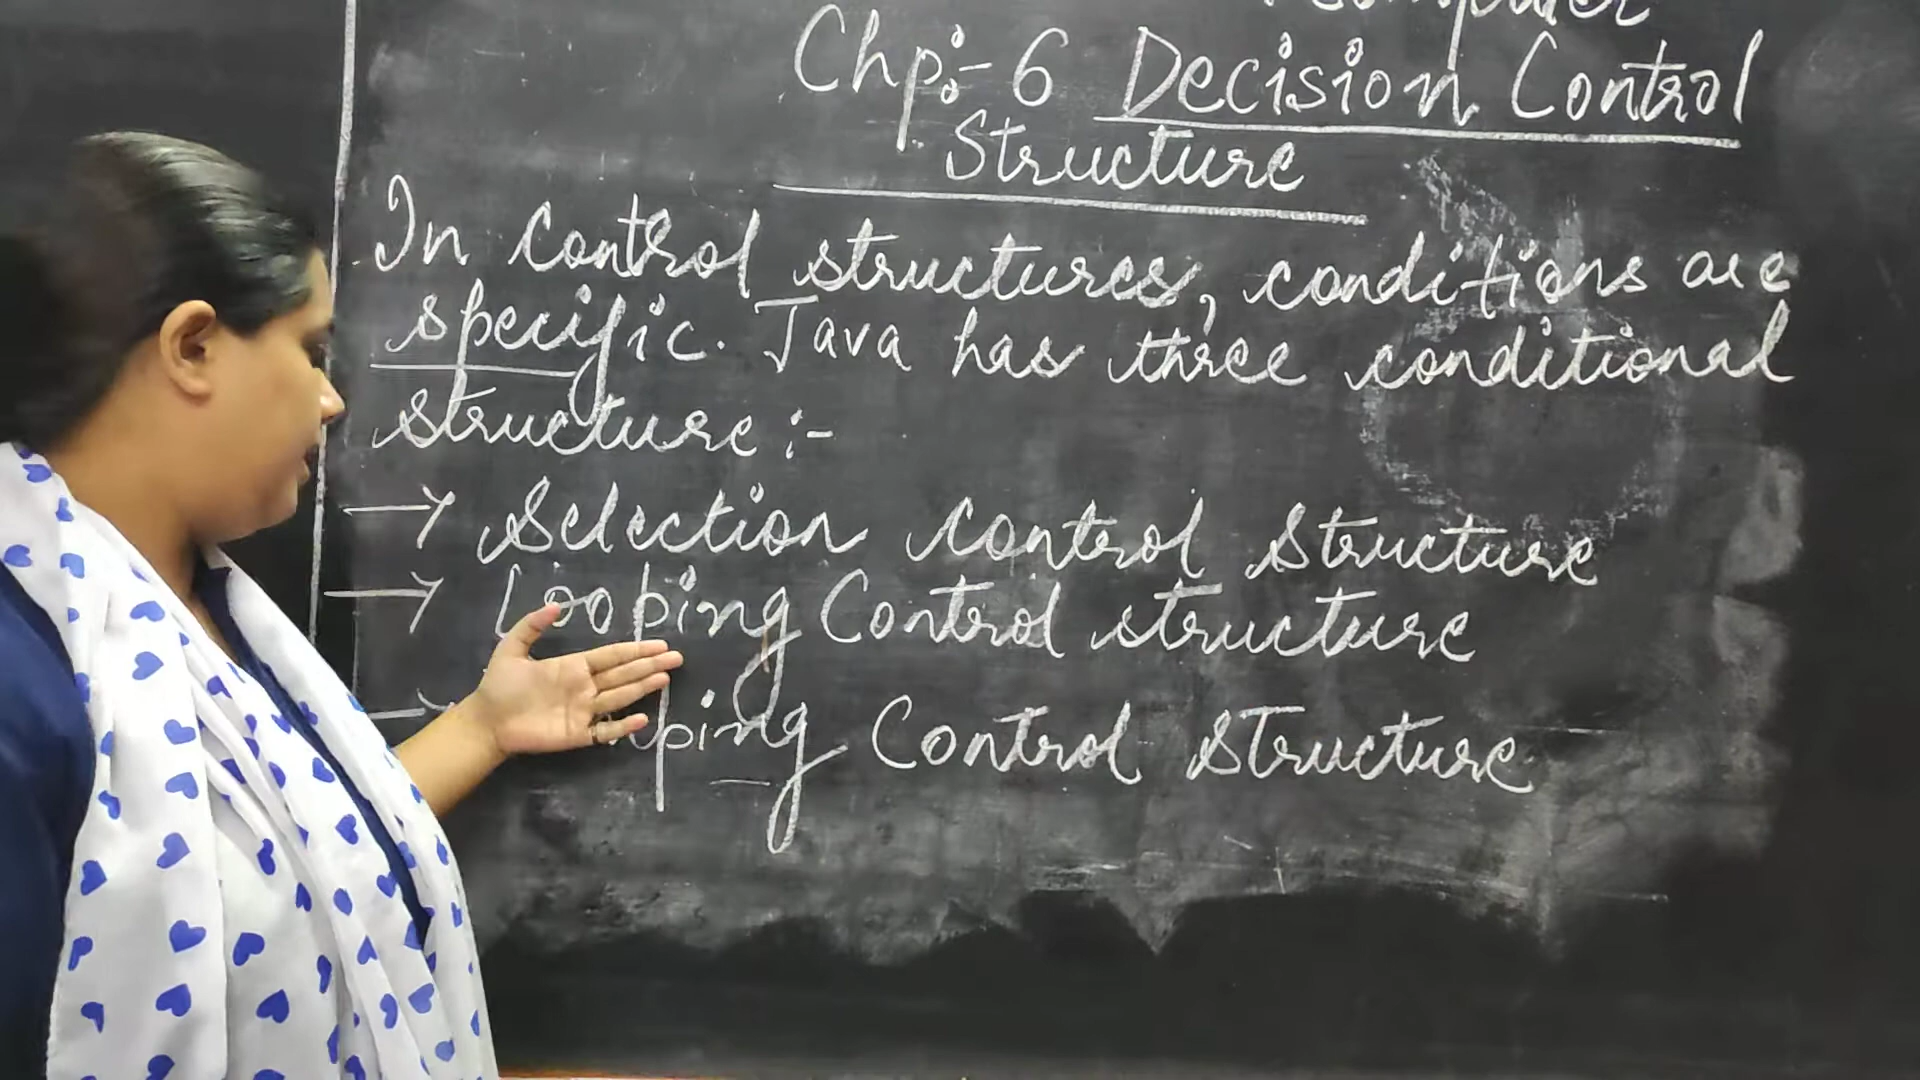 Computer
Chp:- 6 Decision Control
Structure
In control structures, conditions are
specific. Java has three conditional
structure :-
→ Selection control structure
→ Looping Control structure
→ Control structure